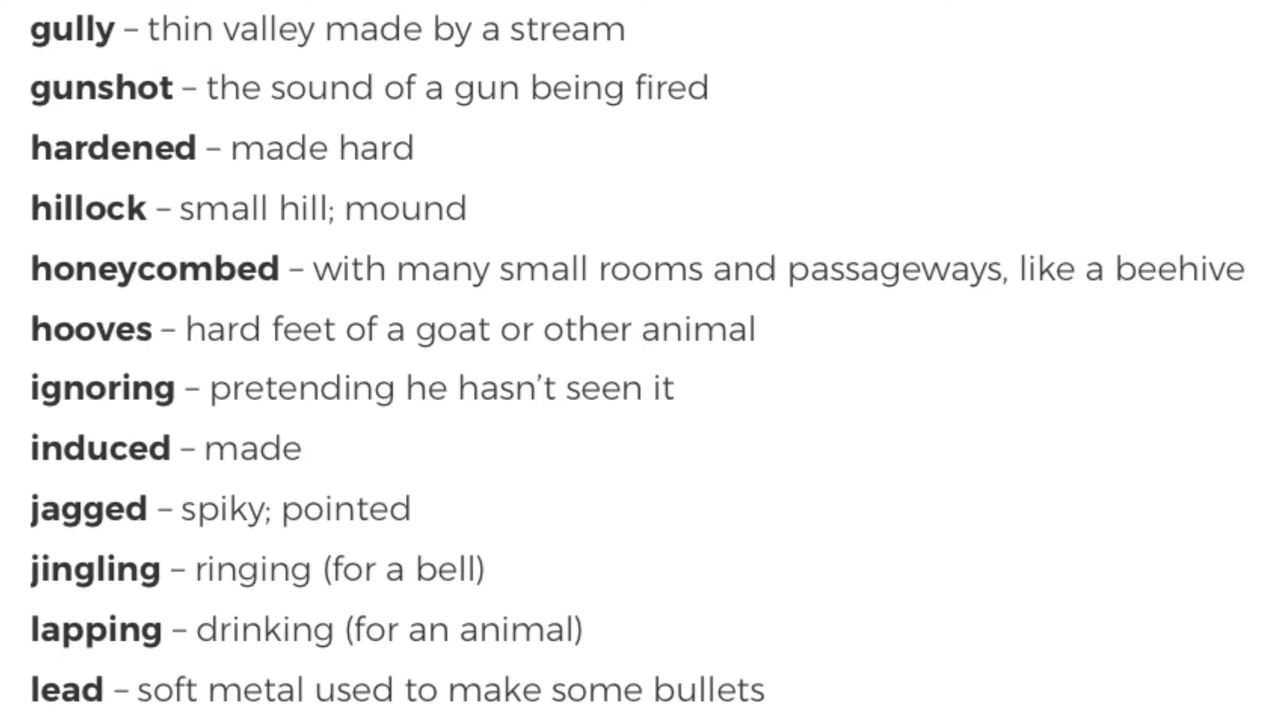 gully – thin valley made by a stream
gunshot – the sound of a gun being fired
hardened – made hard
hillock – small hill; mound
honeycombed – with many small rooms and passageways, like a beehive
hooves – hard feet of a goat or other animal
ignoring – pretending he hasn’t seen it
induced – made
jagged – spiky; pointed
jingling – ringing (for a bell)
lapping – drinking (for an animal)
lead – soft metal used to make some bullets